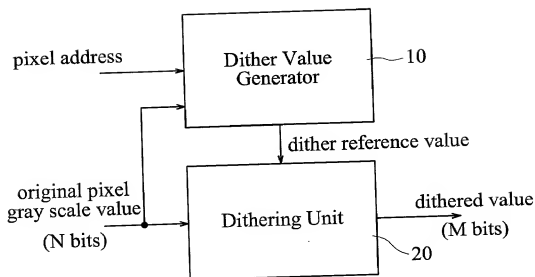 pixel address
Dither Value
Generator
10
dither reference value
original pixel
gray scale value
(N bits)
Dithering Unit
dithered value
(M bits)
20